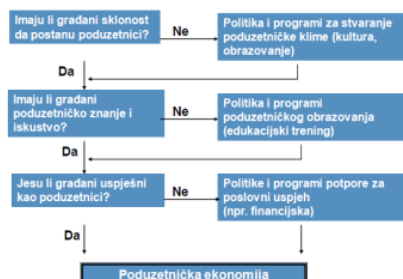 Imaju li građani sklonost
da postanu poduzetnici?
Ne
Politika i programi za stvaranje
poduzetničke klime (kultura,
obrazovanje)
Da
Imaju li građani
poduzetničko znanje i
iskustvo?
Ne
Politika i programi
poduzetničkog obrazovanja
(edukacijski trening)
Da
Jesu li građani uspješni
kao poduzetnici?
Ne
Politike i programi potpore za
poslovni uspjeh
(npr. financijska)
Da
Poduzetnička ekonomija